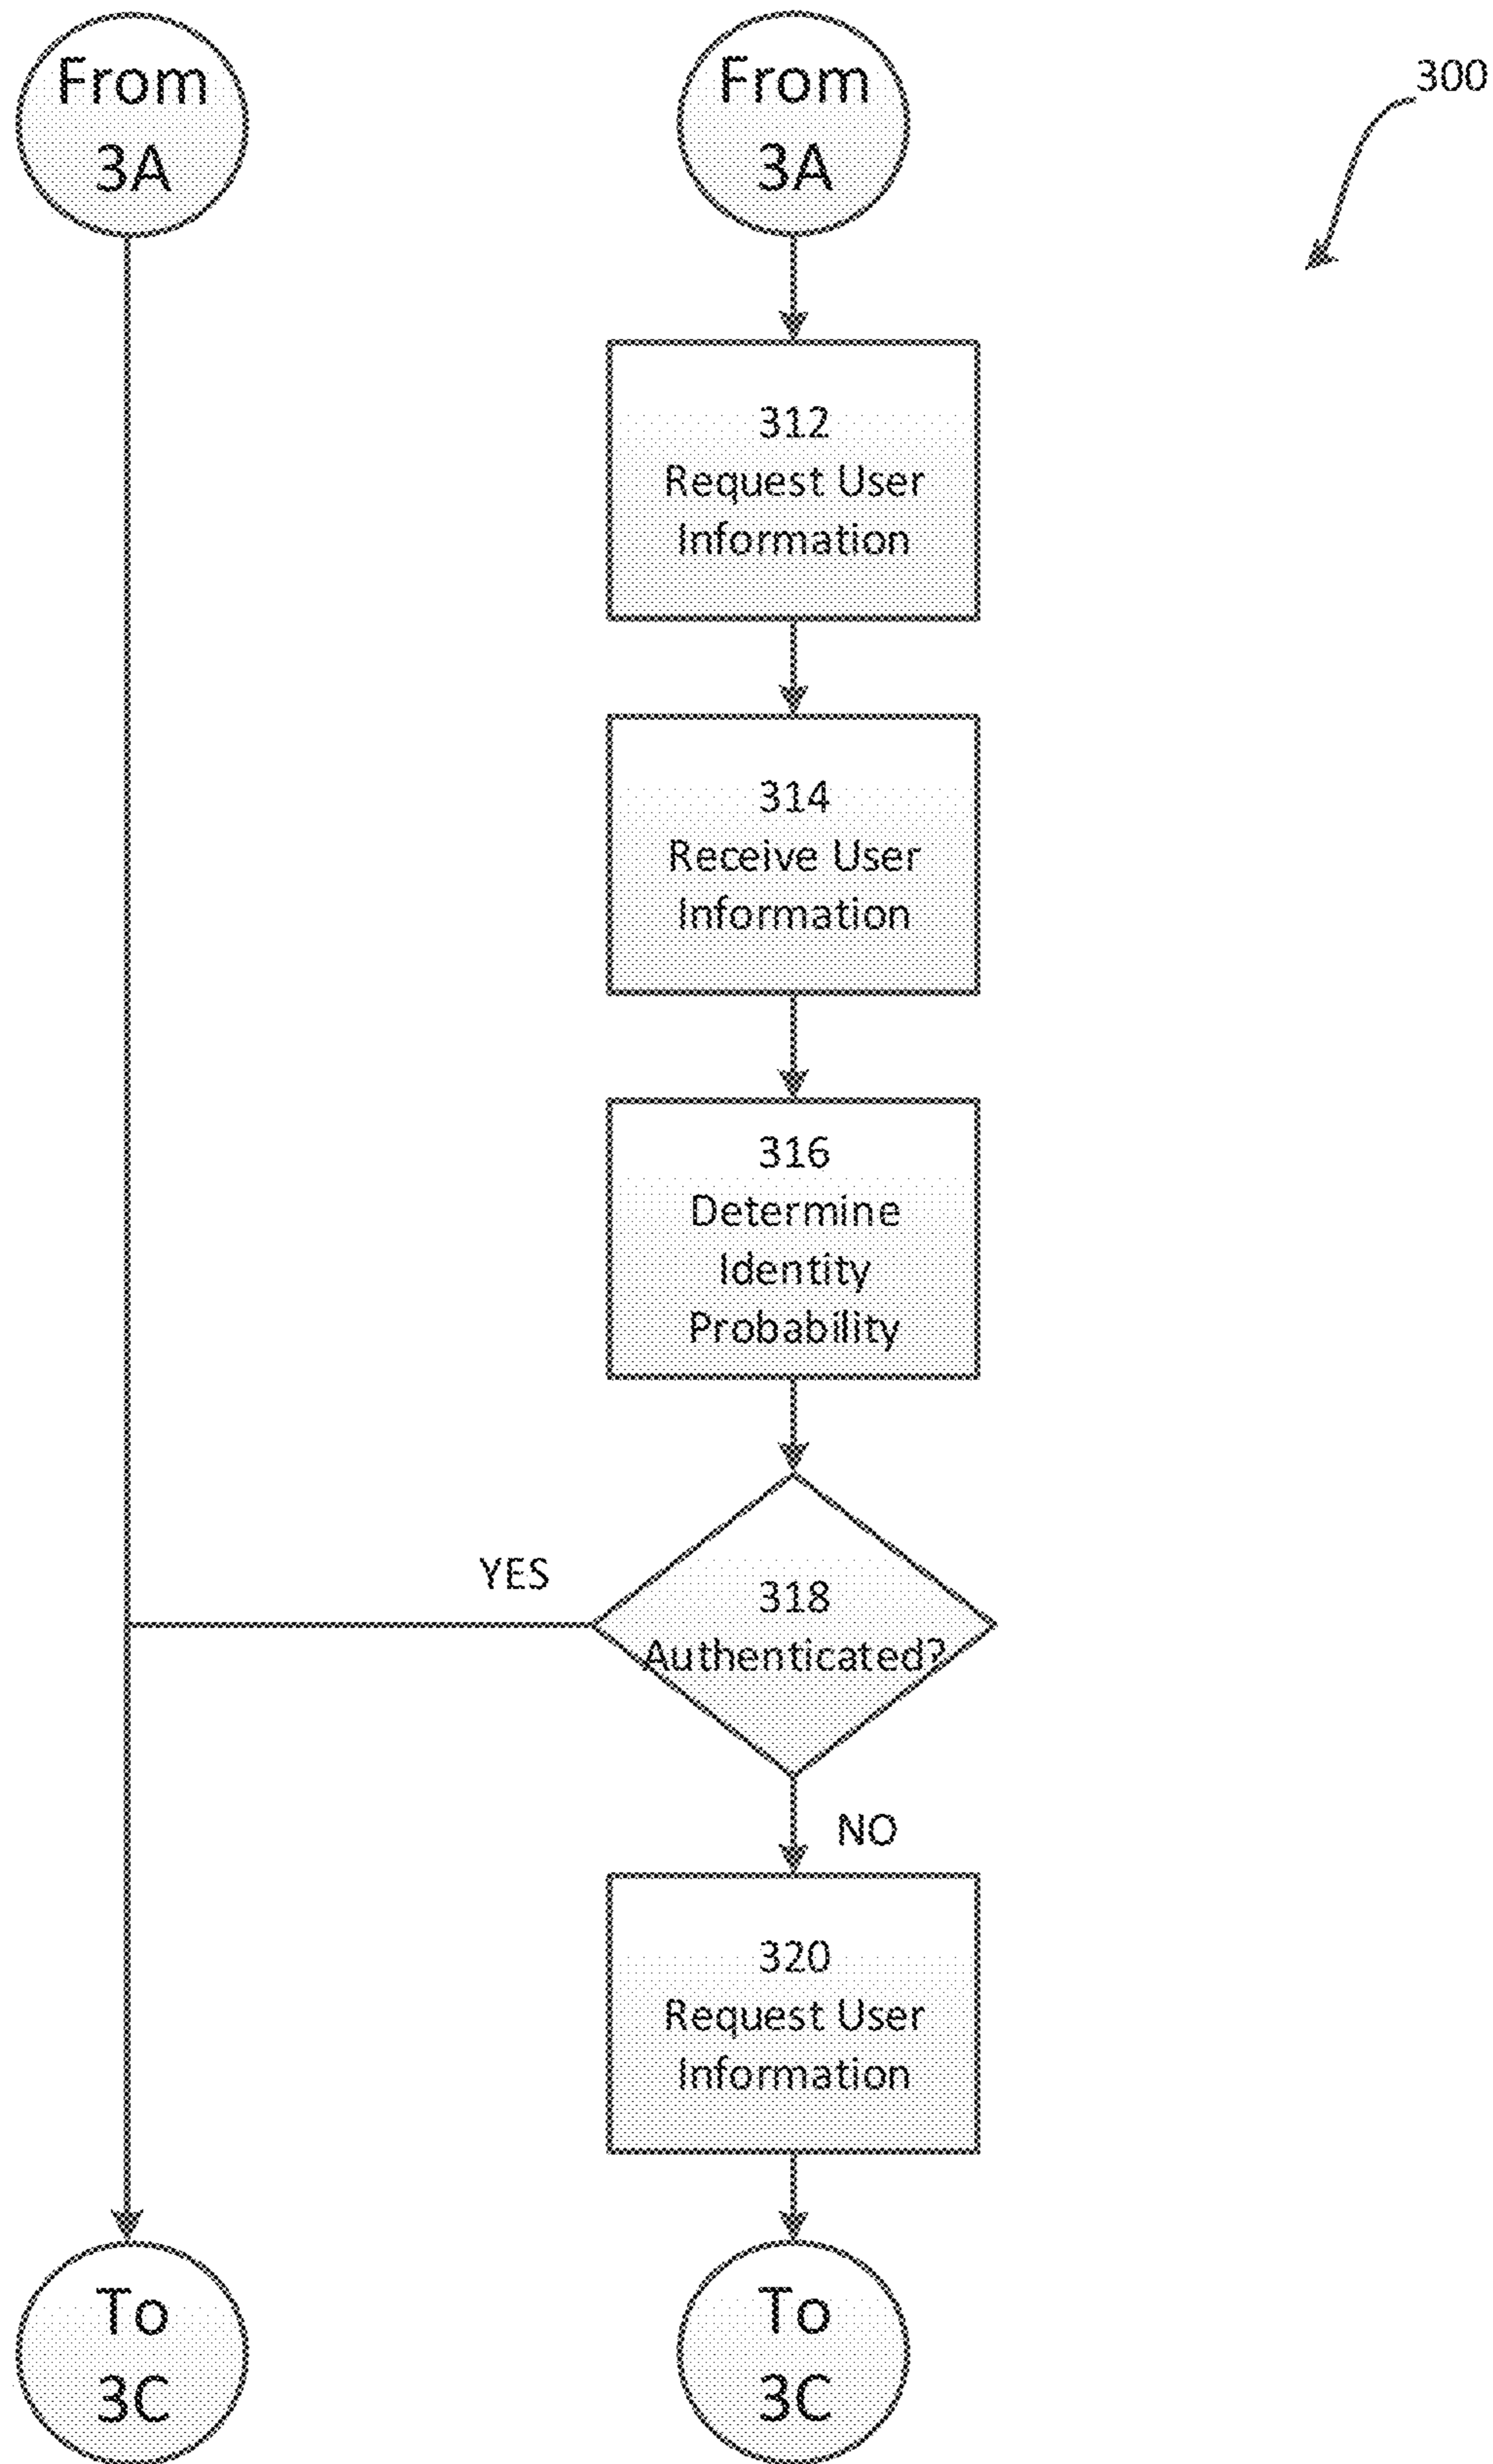 From
3A
From
3A
300
312
Request User
Information
314
Receive User
Information
316
Determine
Identity
Probability
YES
318
Authenticated?
NO
320
Request User
Information
To
3C
To
3C